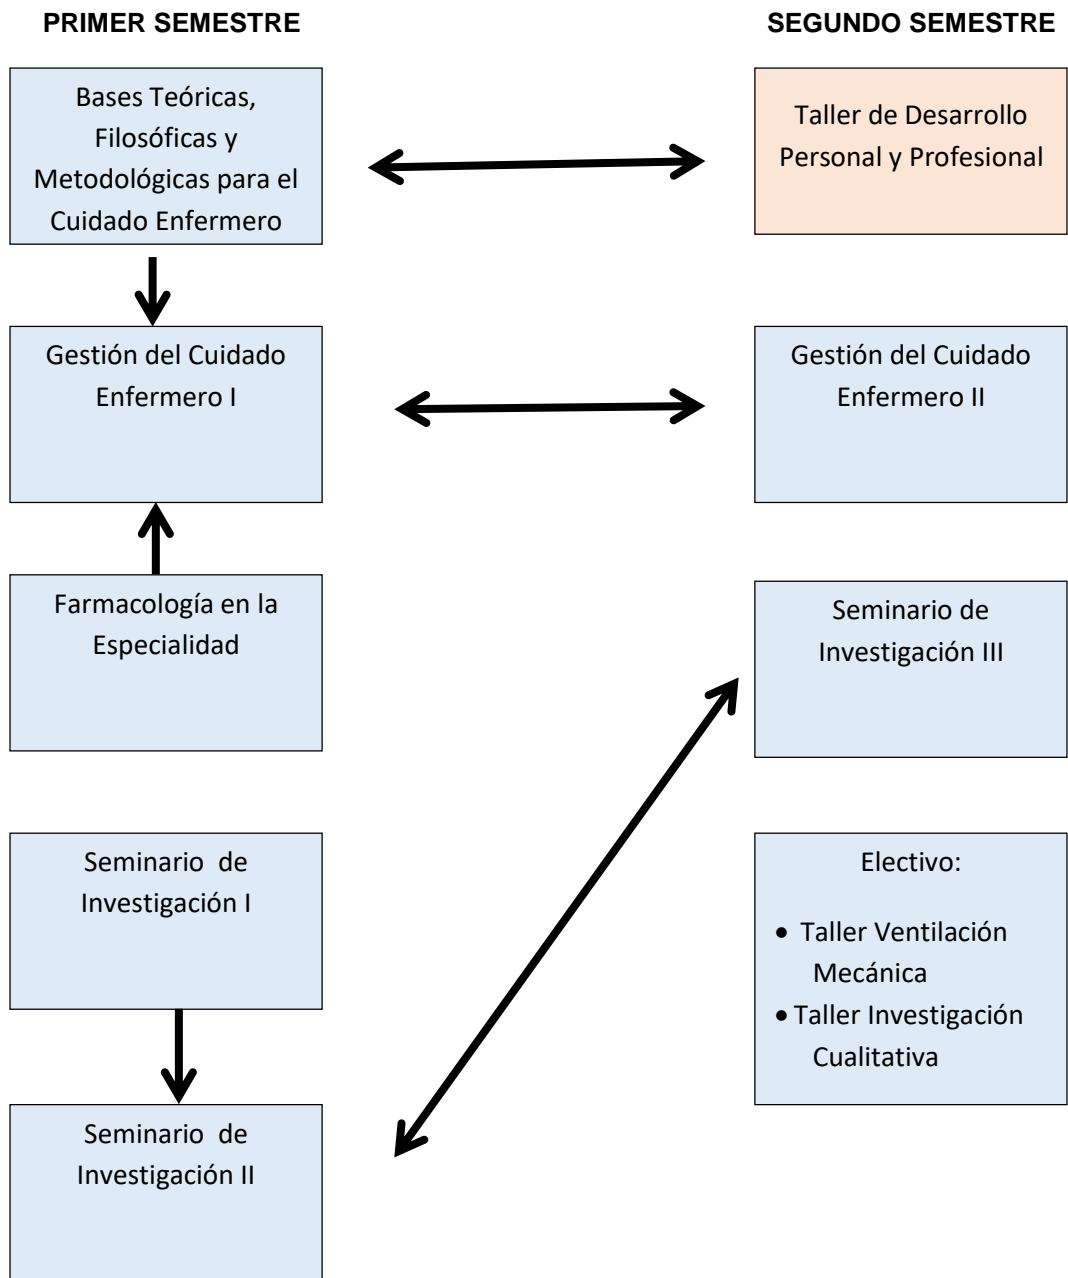 PRIMER SEMESTRE
Bases Teóricas,
Filosóficas y
Metodológicas para el
Cuidado Enfermero
Gestión del Cuidado
Enfermero I
Farmacología en la
Especialidad
Seminario de
Investigación I
Seminario de
Investigación II
SEGUNDO SEMESTRE
Taller de Desarrollo
Personal y Profesional
Gestión del Cuidado
Enfermero II
Seminario de
Investigación III
Electivo:
• Taller Ventilación
Mecánica
• Taller Investigación
Cualitativa